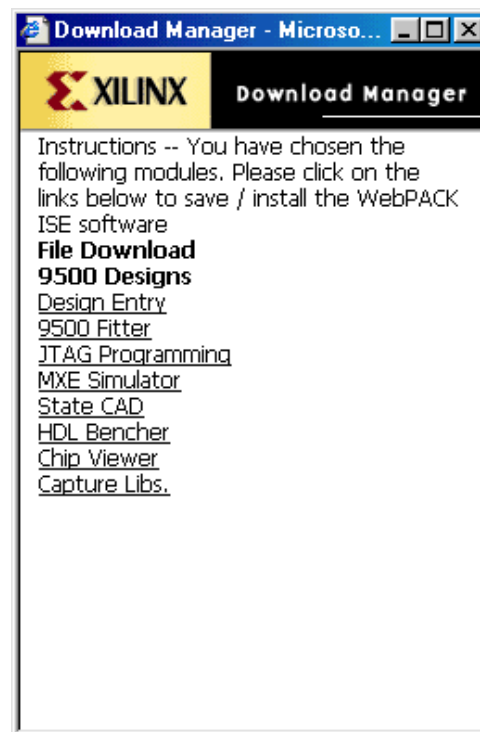 Download Manager - Microso...
XILINX
Download Manager
Instructions -- You have chosen the
following modules. Please click on the
links below to save / install the WebPACK
ISE software
File Download
9500 Designs
Design Entry
9500 Fitter
JTAG Programming
MXE Simulator
State CAD
HDL Bencher
Chip Viewer
Capture Libs.